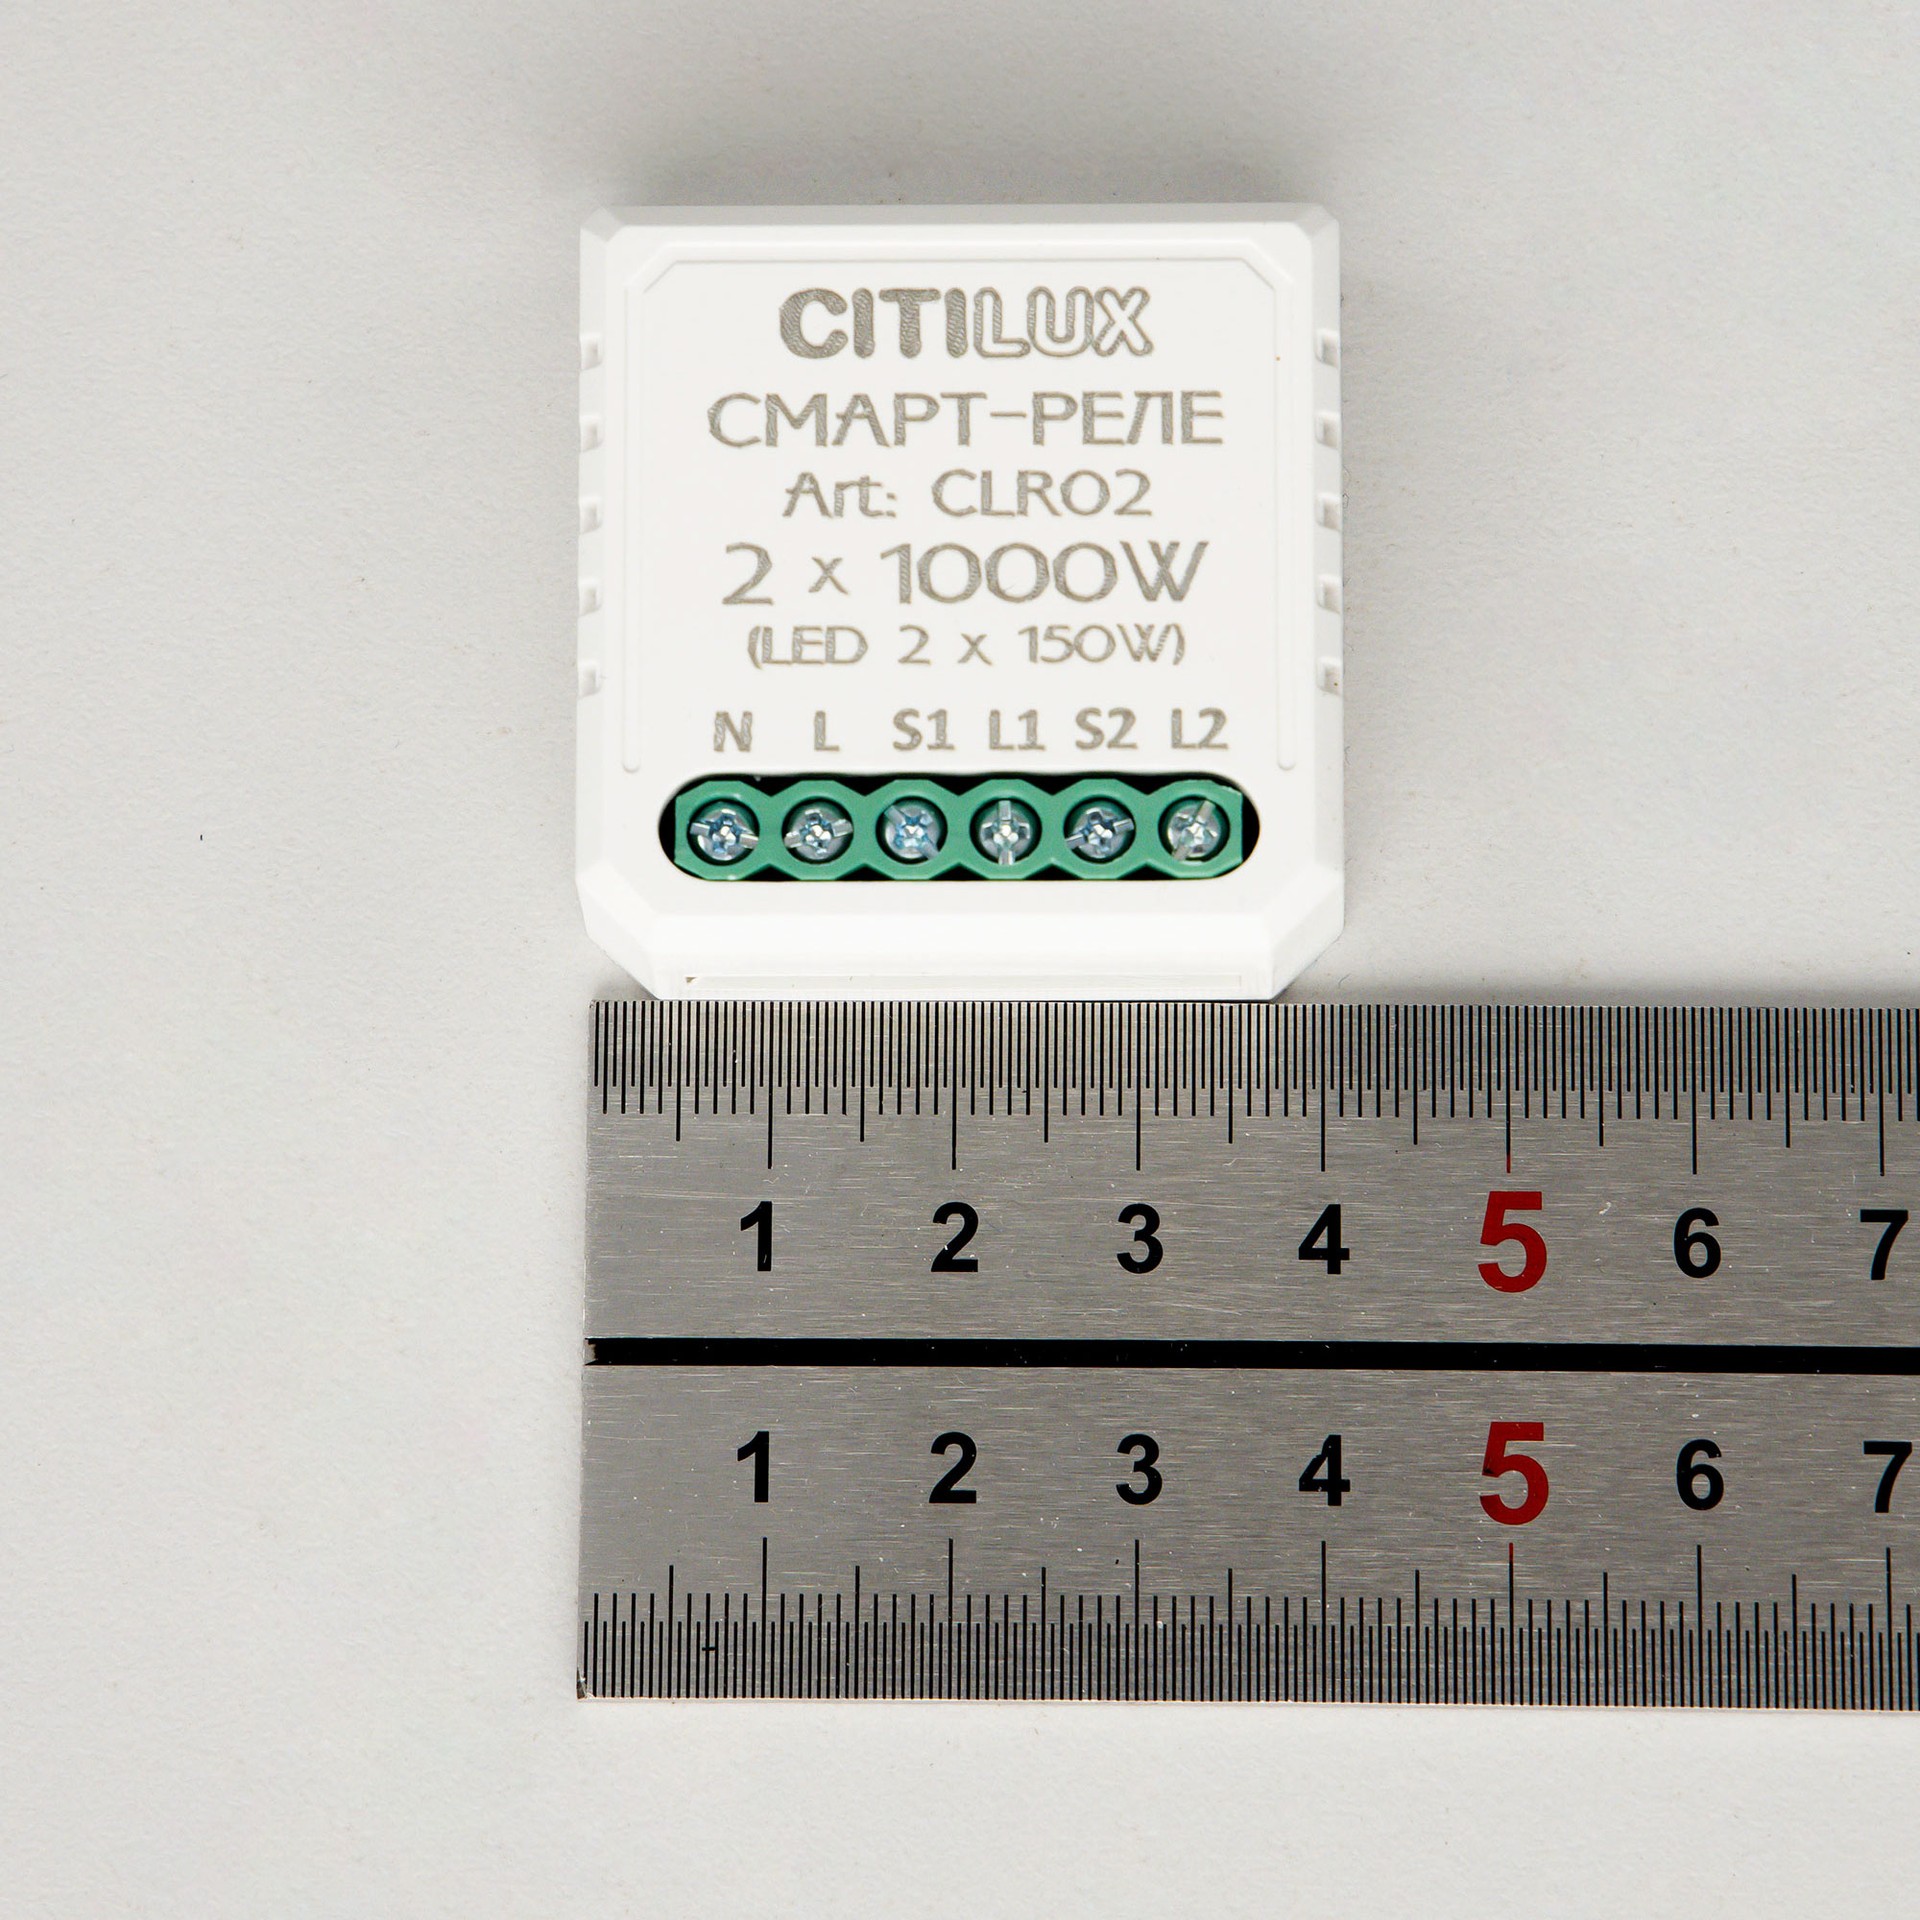 CITILUX
СМАРТ-РЕЛЕ
Art: CLR02
2 x 1000W
(LED 2 x 150W)
N L S1 L1 S2 L2
1 2 3 4 5 6 7
1 2 3 4 5 6 7